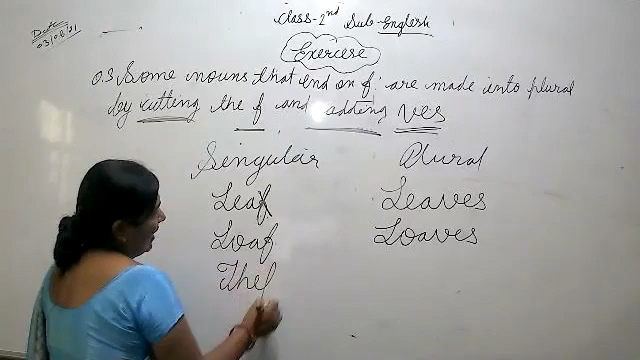 Class-2nd Sub-English
Date
03/08/21
Exercise
Q.3 Some nouns that end on f are made into plural
by cutting the f and adding ves
Singular Plural
Leaf Leaves
Loaf Loaves
Thef